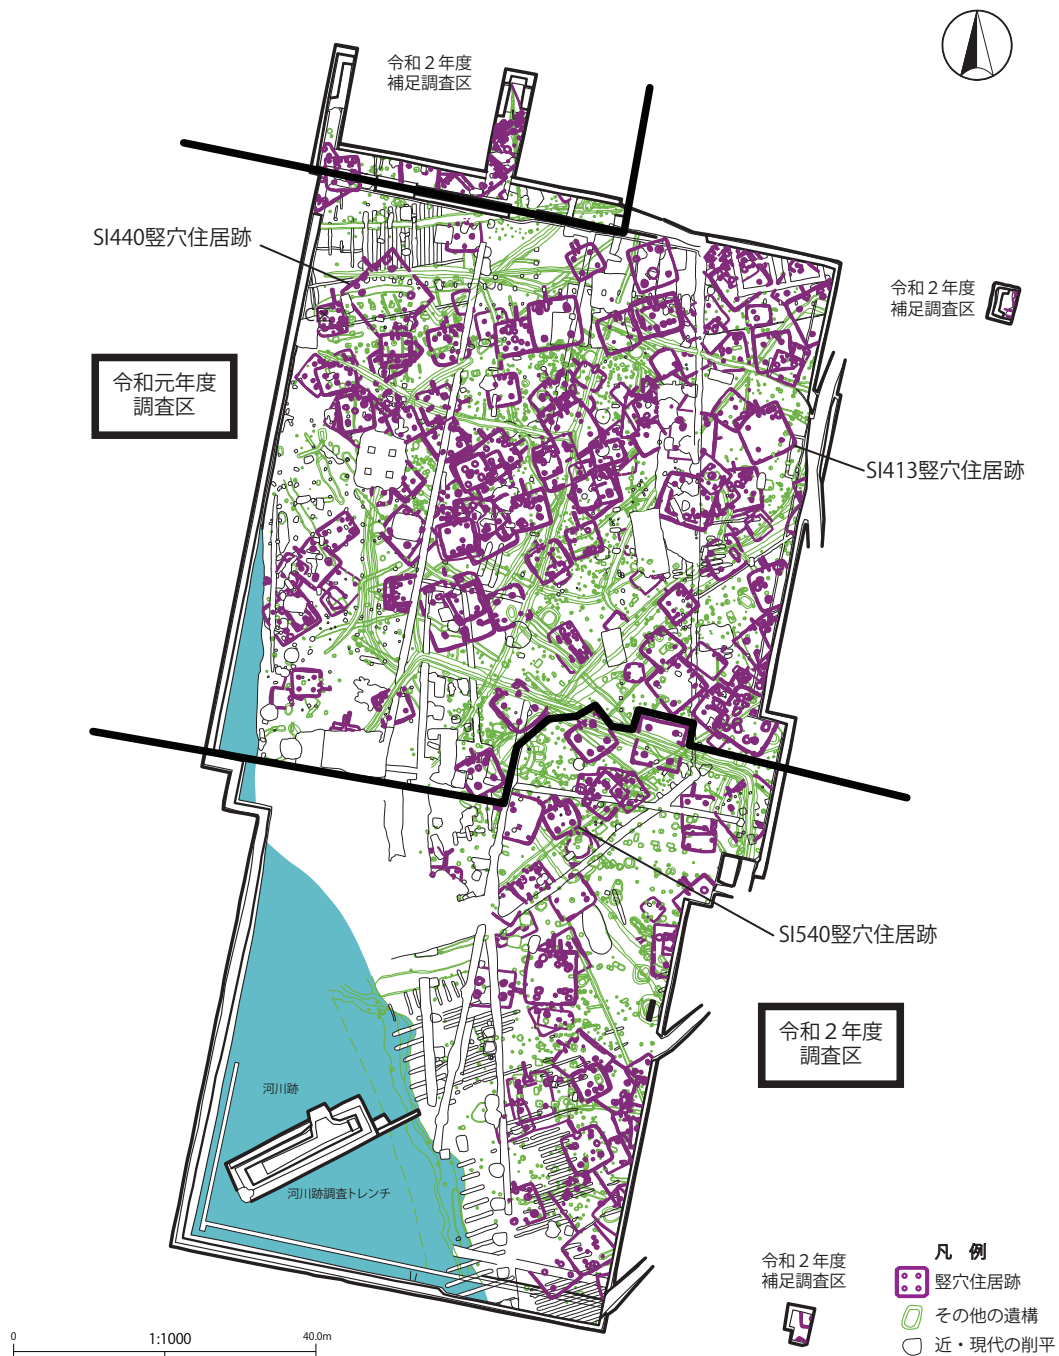 令和２年度
補足調査区
SI440竪穴住居跡
令和２年度
補足調査区
令和元年度
調査区
SI413竪穴住居跡
SI540竪穴住居跡
令和２年度
調査区
河川跡
河川跡調査トレンチ
令和２年度
補足調査区
凡　例
竪穴住居跡
その他の遺構
近・現代の削平
0
1:1000
40.0m